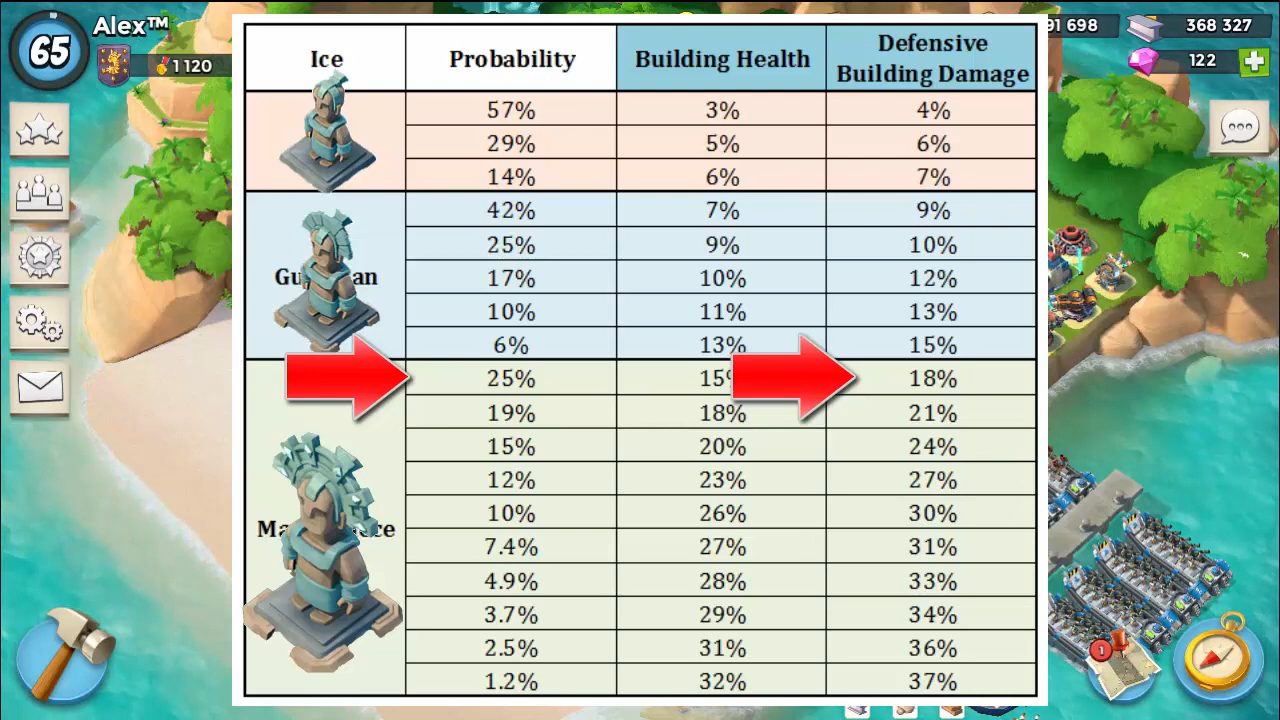 65
Alex™
1 120
91 698
368 327
122
Ice
Probability
Building Health
Defensive
Building Damage
57% 3% 4%
29% 5% 6%
14% 6% 7%
42% 7% 9%
25% 9% 10%
17% 10% 12%
10% 11% 13%
6% 13% 15%
25% 15 18%
19% 18% 21%
15% 20% 24%
12% 23% 27%
10% 26% 30%
7.4% 27% 31%
4.9% 28% 33%
3.7% 29% 34%
2.5% 31% 36%
1.2% 32% 37%
1